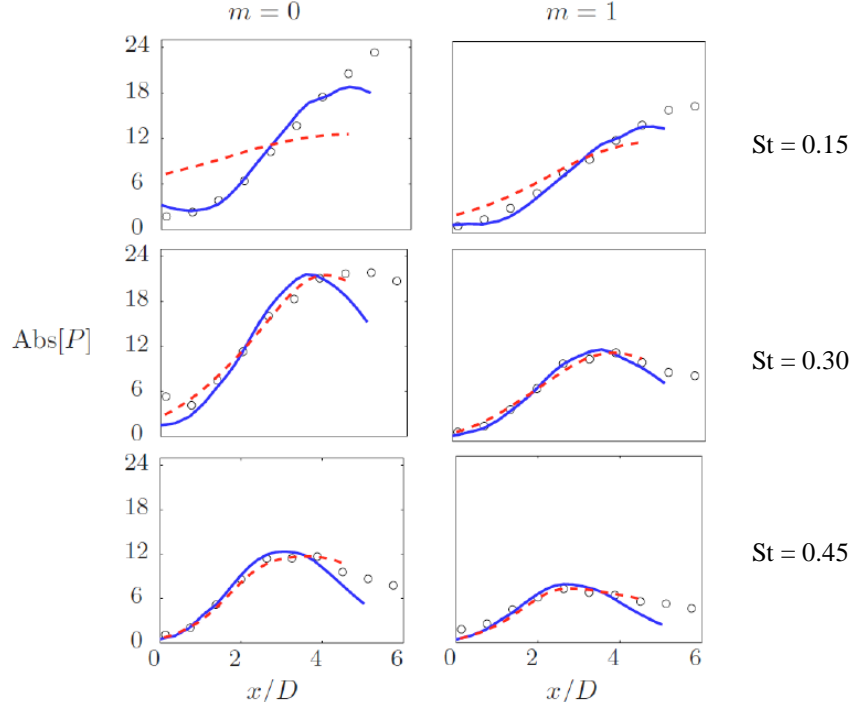 m = 0
m = 1
24
18
12
6
0
St = 0.15
24
18
12
6
0
Abs[P]
St = 0.30
24
18
12
6
0
St = 0.45
0 2 4 6
0 2 4 6
x/D
x/D